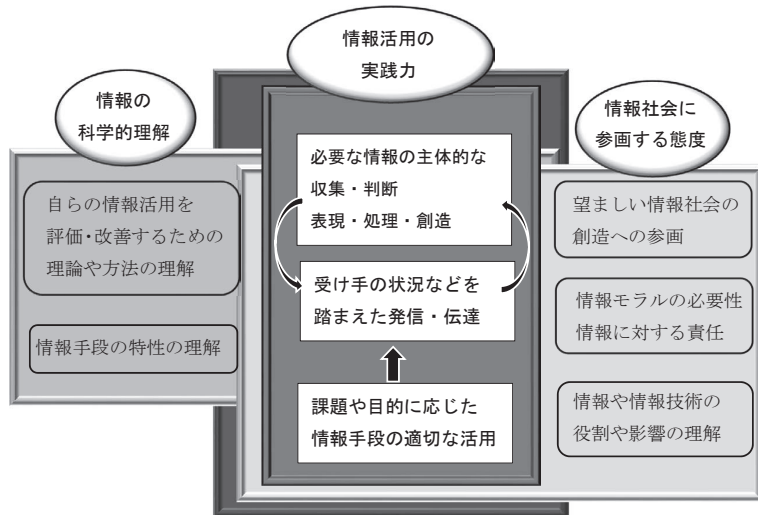 情報活用の
実践力
情報の
科学的理解
情報社会に
参画する態度
必要な情報の主体的な
収集・判断
表現・処理・創造
受け手の状況などを
踏まえた発信・伝達
課題や目的に応じた
情報手段の適切な活用
自らの情報活用を
評価・改善するための
理論や方法の理解
情報手段の特性の理解
望ましい情報社会の
創造への参画
情報モラルの必要性
情報に対する責任
情報や情報技術の
役割や影響の理解